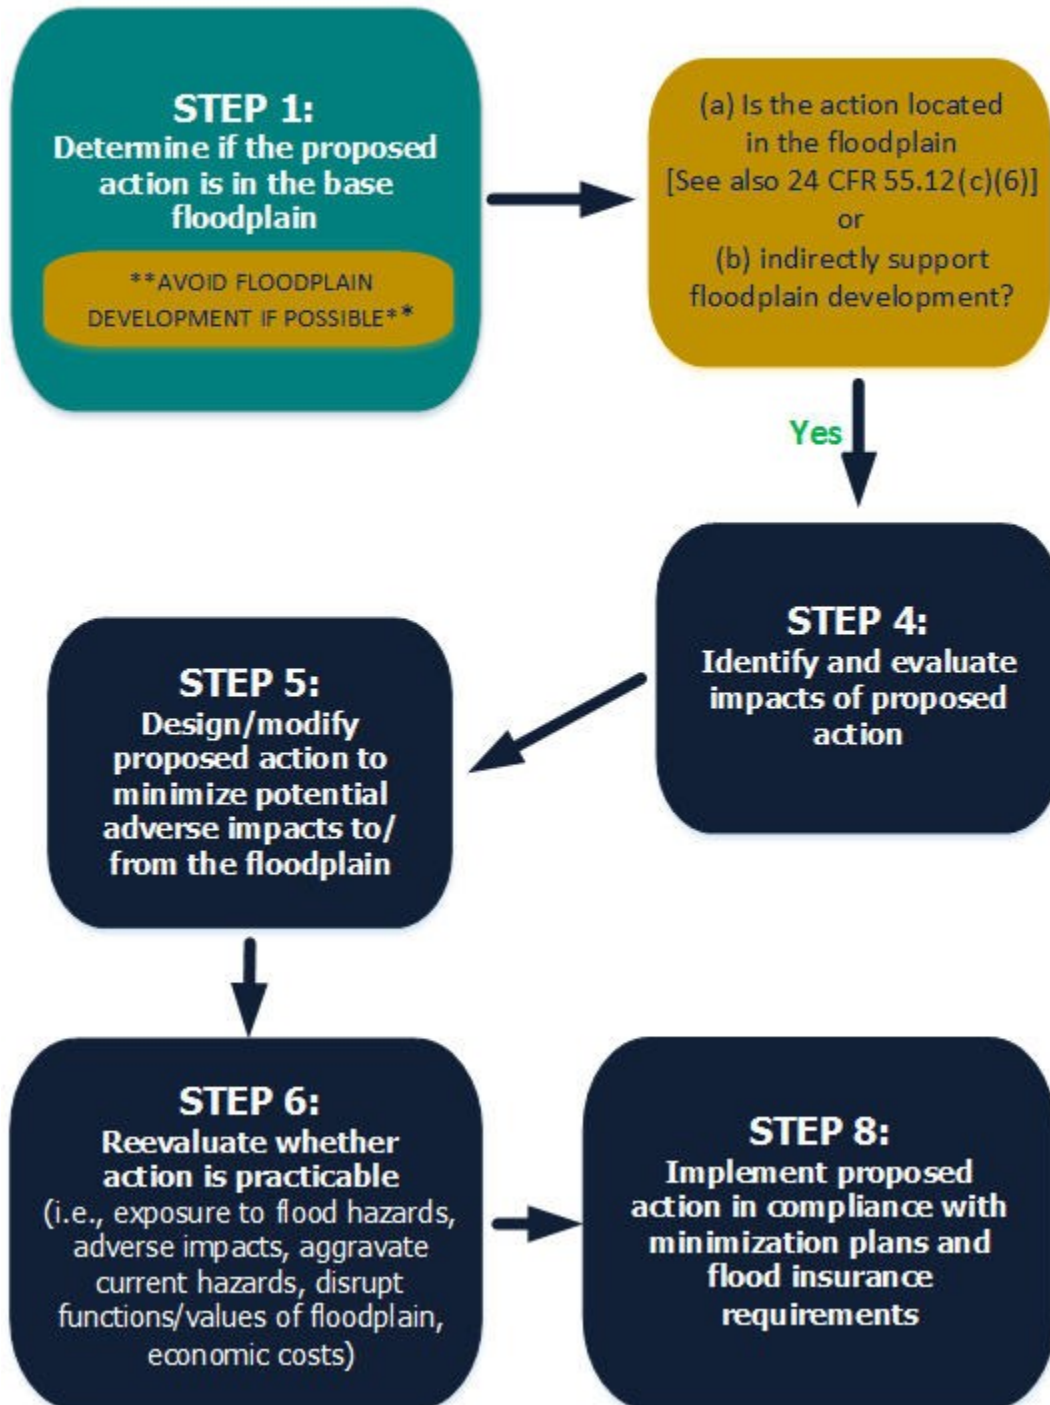 STEP 1:
Determine if the proposed
action is in the base
floodplain
**AVOID FLOODPLAIN
DEVELOPMENT IF POSSIBLE**
(a) Is the action located
in the floodplain
[See also 24 CFR 55.12(c)(6)]
or
(b) indirectly support
floodplain development?
Yes
STEP 4:
Identify and evaluate
impacts of proposed
action
STEP 5:
Design/modify
proposed action to
minimize potential
adverse impacts to/
from the floodplain
STEP 6:
Reevaluate whether
action is practicable
(i.e., exposure to flood hazards,
adverse impacts, aggravate
current hazards, disrupt
functions/values of floodplain,
economic costs)
STEP 8:
Implement proposed
action in compliance with
minimization plans and
flood insurance
requirements